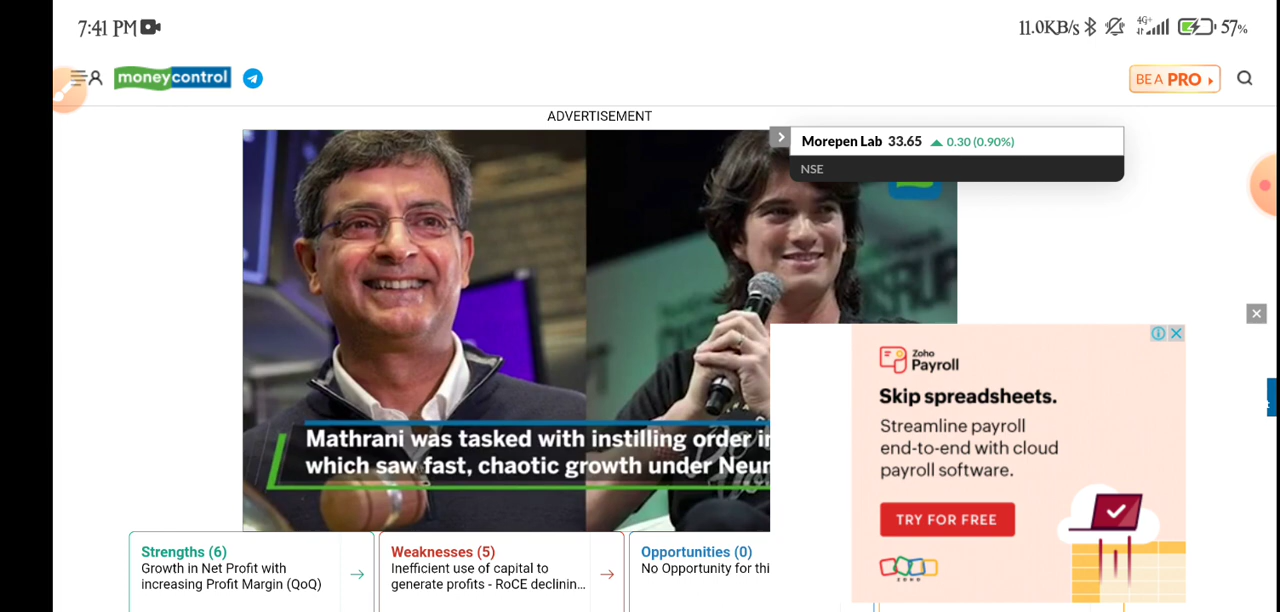 7:41 PM
11.0KB/s 4G+ 57%
moneycontrol
BE A PRO
ADVERTISEMENT
Morepen Lab 33.65 0.30 (0.90%)
NSE
Mathrani was tasked with instilling order
which saw fast, chaotic growth under
Zoho
Payroll
Skip spreadsheets.
Streamline payroll
end-to-end with cloud
payroll software.
TRY FOR FREE
ZOHO
Strengths (6)
Growth in Net Profit with
increasing Profit Margin (QoQ)
Weaknesses (5)
Inefficient use of capital to
generate profits - RoCE declinin...
Opportunities (0)
No Opportunity for thi